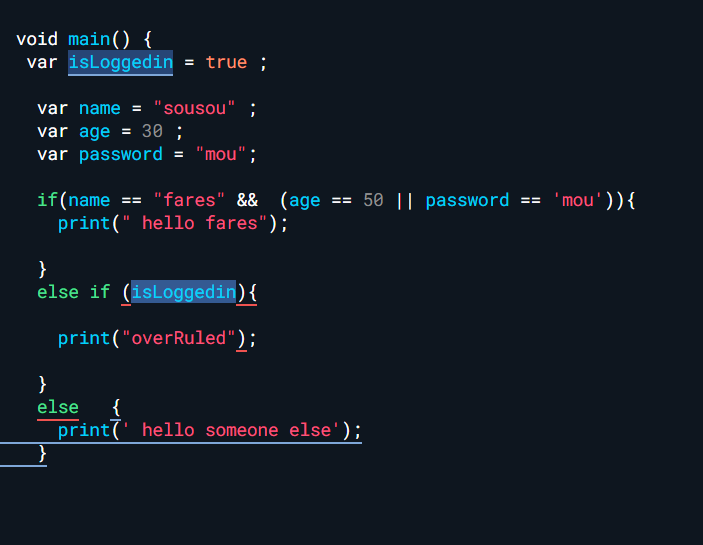 void main() {
var isLoggedin = true ;
var name = "sousou" ;
var age = 30 ;
var password = "mou";
if(name == "fares" &&  (age == 50 || password == 'mou')){
print(" hello fares");
}
else if (isLoggedin){
print("overRuled");
}
else   {
print(' hello someone else');
}